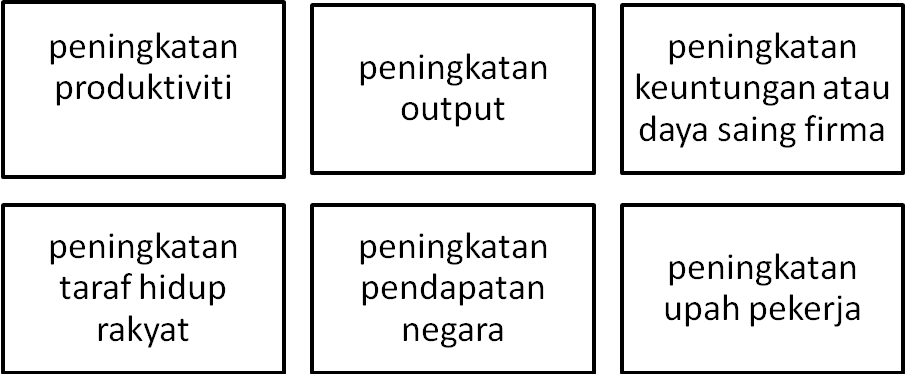 peningkatan
produktiviti
peningkatan
output
peningkatan
keuntungan atau
daya saing firma
peningkatan
taraf hidup
rakyat
peningkatan
pendapatan
negara
peningkatan
upah pekerja